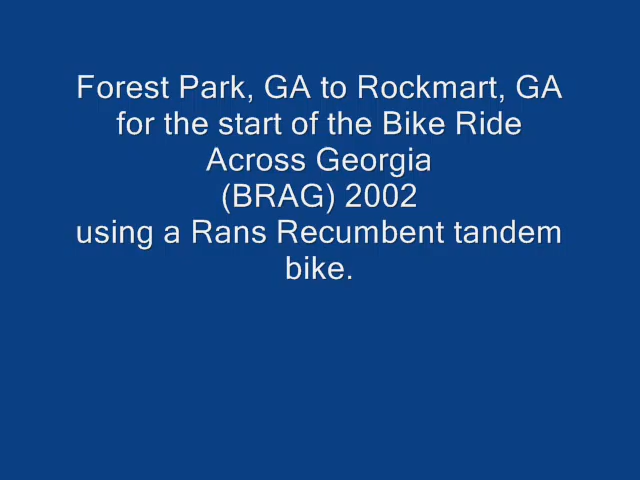 Forest Park, GA to Rockmart, GA
for the start of the Bike Ride
Across Georgia
(BRAG) 2002
using a Rans Recumbent tandem
bike.